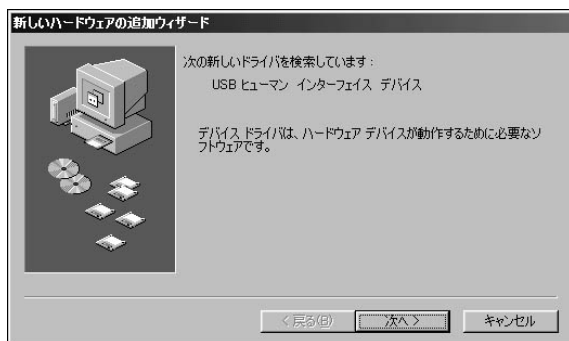 新しいハードウェアの追加ウィザード
次の新しいドライバを検索しています：
USB ヒューマン インターフェイス デバイス
デバイス ドライバは、ハードウェア デバイスが動作するために必要なソ
フトウェアです。
< 戻る(B)
次へ >
キャンセル